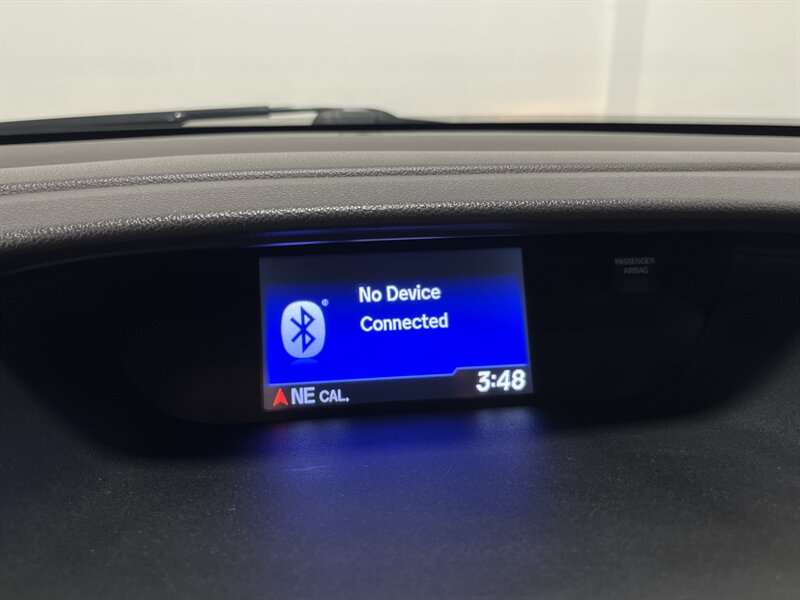 PASSENGER
AIRBAG
No Device
Connected
NE CAL.
3:48